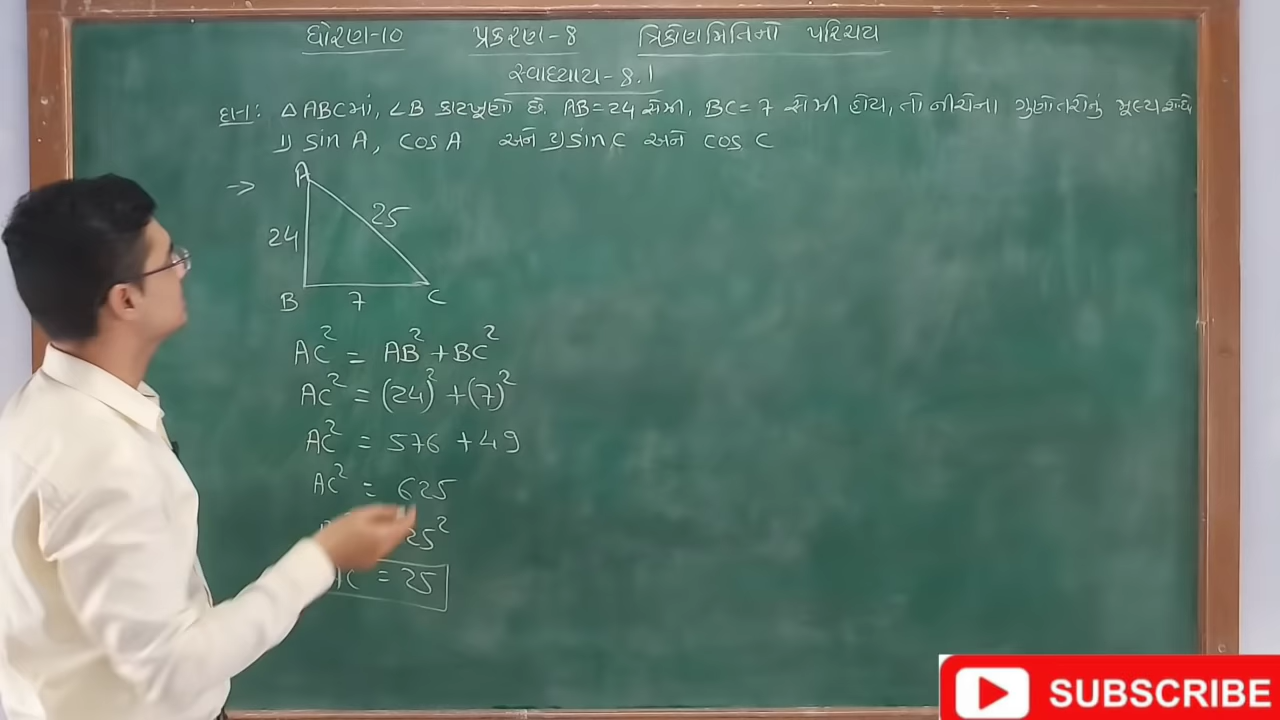 ધોરણ-10 પ્રકરણ-8 ત્રિકોણમિતિનો પરિચય
સ્વાધ્યાય-8.1
દાખ: △ ABCમાં, ∠B કાટખૂણો છે. AB=24 સેમી, BC=7 સેમી હોય, તો નીચેના ગુણોત્તરોનું મૂલ્ય શોધો
1) sin A, cos A અને 2) sin C અને cos C
→ A
24 25
B 7 C
AC² = AB² + BC²
AC² = (24)² + (7)²
AC² = 576 + 49
AC² = 625
25²
AC = 25
SUBSCRIBE